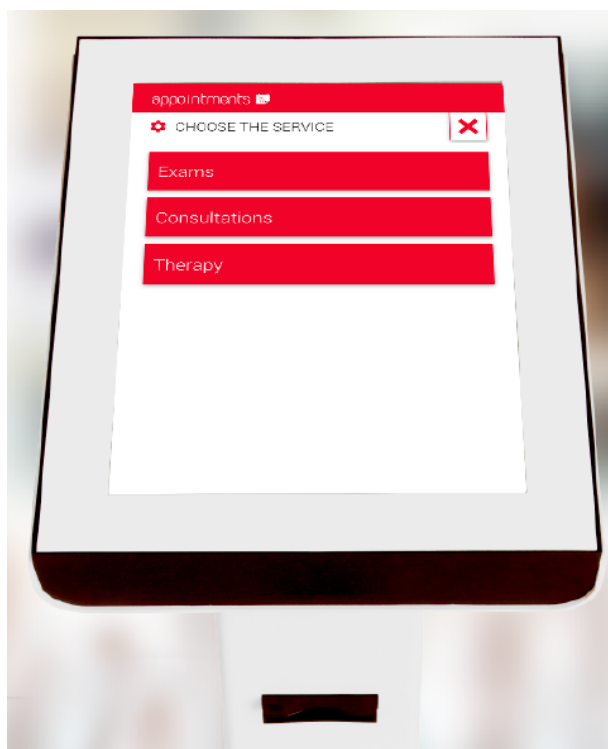 appointments
CHOOSE THE SERVICE
Exams
Consultations
Therapy